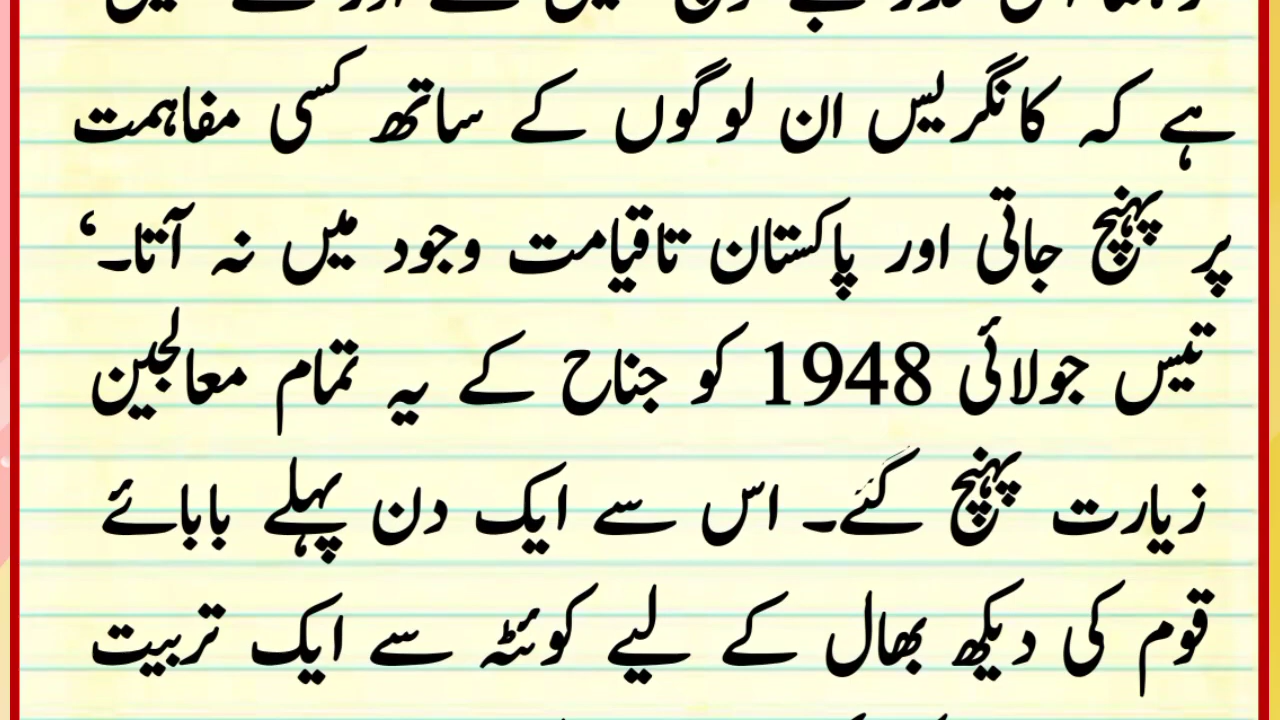 ہے کہ کانگریس ان لوگوں کے ساتھ کسی مفاہمت
پر پہنچ جاتی اور پاکستان تاقیامت وجود میں نہ آتا۔‘
تیس جولائی 1948 کو جناح کے یہ تمام معالجین
زیارت پہنچ گئے۔ اس سے ایک دن پہلے بابائے
قوم کی دیکھ بھال کے لیے کوئٹہ سے ایک تربیت